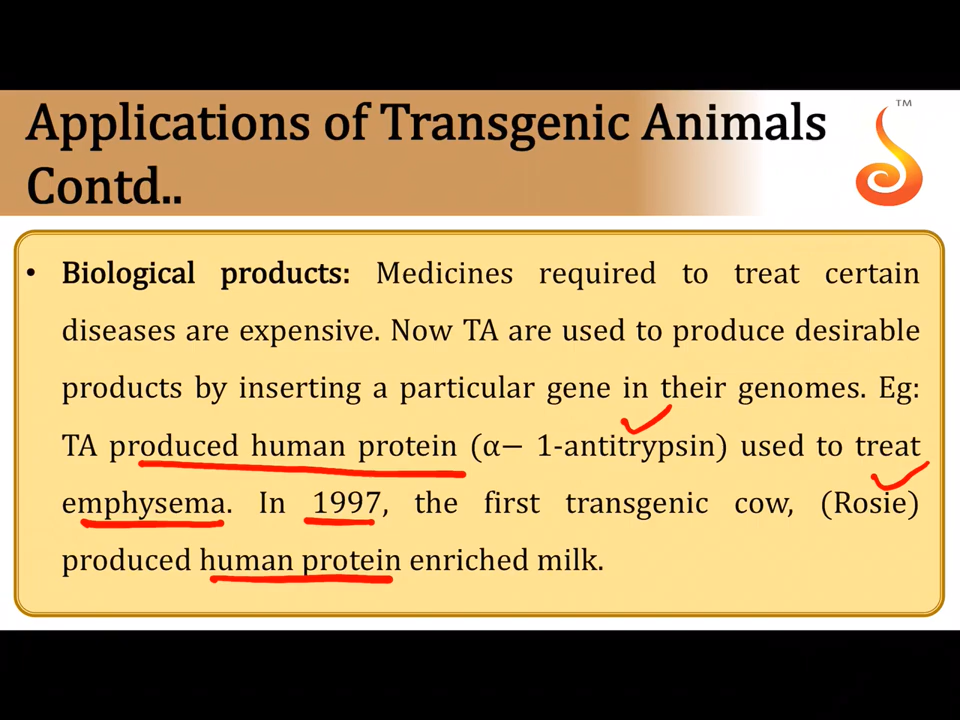 Applications of Transgenic Animals
Contd..
TM
• Biological products: Medicines required to treat certain
diseases are expensive. Now TA are used to produce desirable
products by inserting a particular gene in their genomes. Eg:
TA produced human protein (α− 1-antitrypsin) used to treat
emphysema. In 1997, the first transgenic cow, (Rosie)
produced human protein enriched milk.